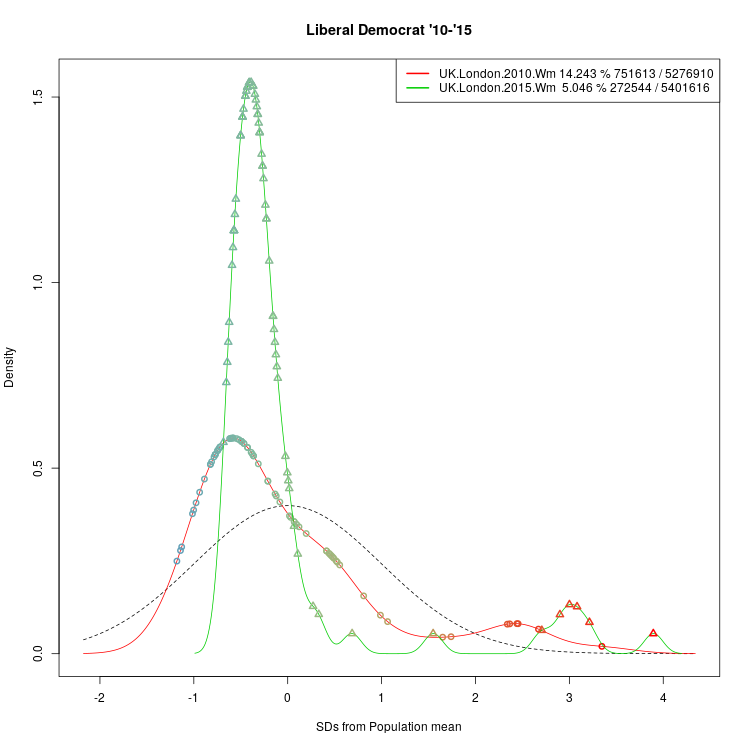 Liberal Democrat '10-'15
UK.London.2010.Wm 14.243 % 751613 / 5276910
UK.London.2015.Wm  5.046 % 272544 / 5401616
Density
1.5
1.0
0.5
0.0
-2 -1 0 1 2 3 4
SDs from Population mean